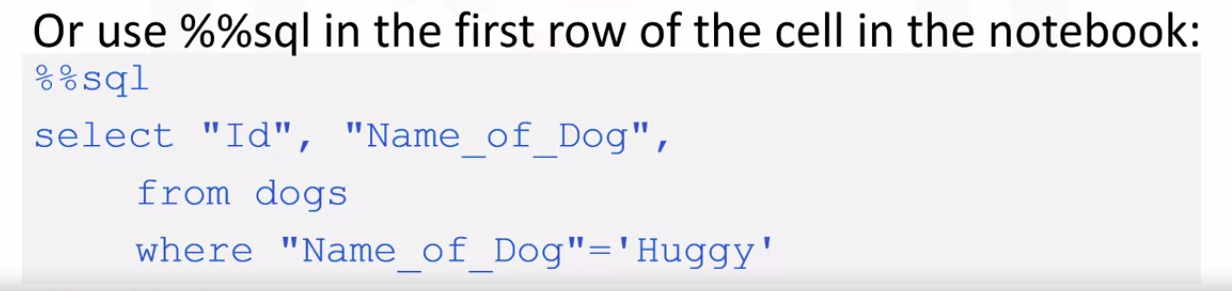 Or use %%sql in the first row of the cell in the notebook:
%%sql
select "Id", "Name_of_Dog",
from dogs
where "Name_of_Dog"='Huggy'